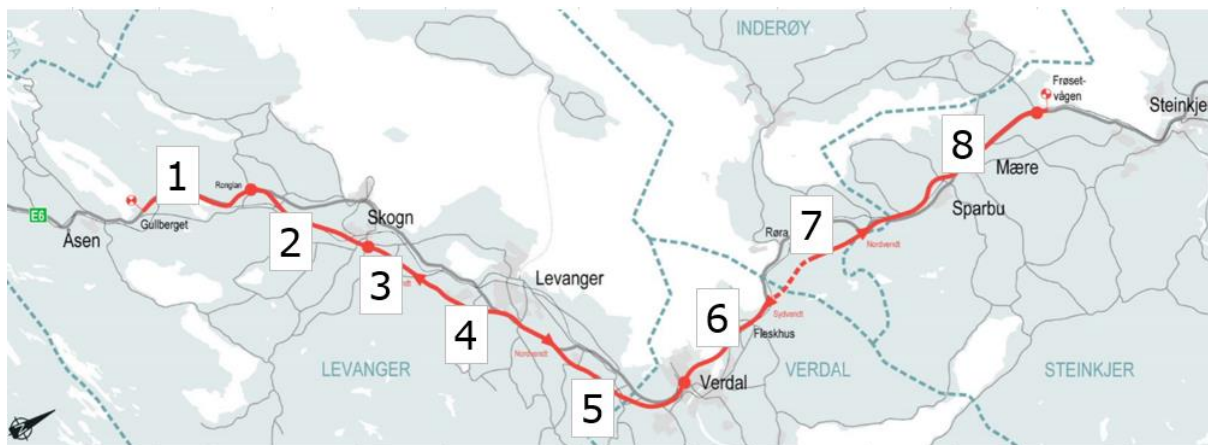 INDERØY
Frøset-
vågen
Steinkje
8
Mære
1
Ronglan
Skogn
7
Sparbu
E6
Åsen
Gullberget
2
Røra
Nordvendt
3
Levanger
6
Sydvendt
4
Fleskhus
Nordvendt
LEVANGER
Verdal
VERDAL
STEINKJER
5